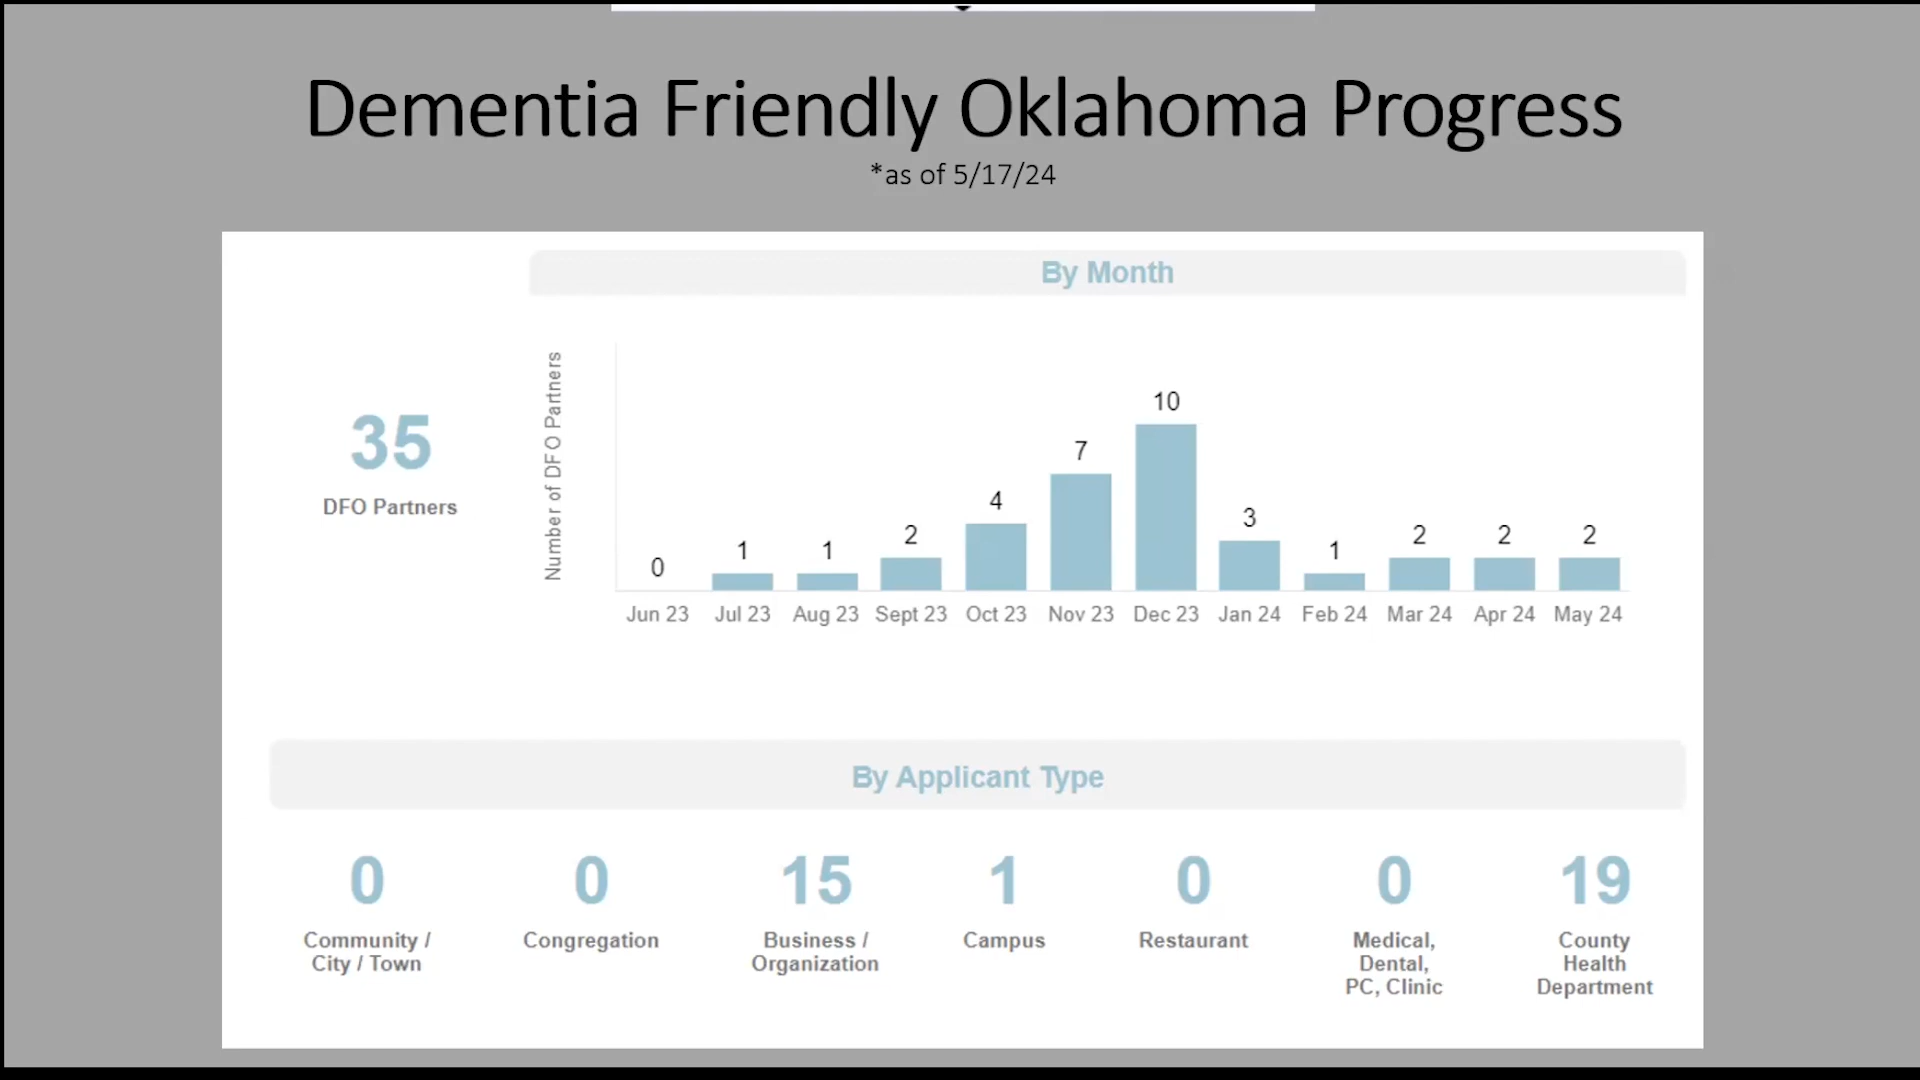 Dementia Friendly Oklahoma Progress
*as of 5/17/24
By Month
35
DFO Partners
Number of DFO Partners
0
1
1
2
4
7
10
3
1
2
2
2
Jun 23
Jul 23
Aug 23
Sept 23
Oct 23
Nov 23
Dec 23
Jan 24
Feb 24
Mar 24
Apr 24
May 24
By Applicant Type
0
Community /
City / Town
0
Congregation
15
Business /
Organization
1
Campus
0
Restaurant
0
Medical,
Dental,
PC, Clinic
19
County
Health
Department